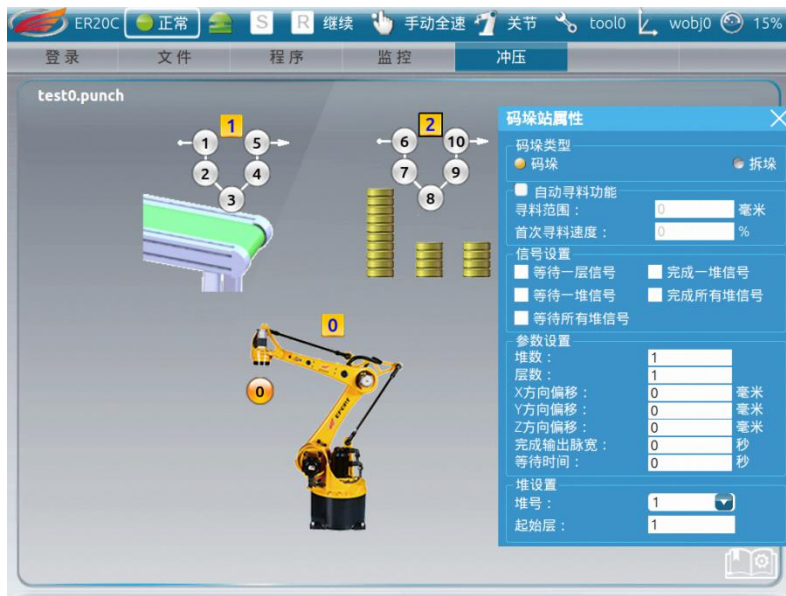 ER20C 正常 S R 继续 手动全速 关节 tool0 wobj0 15%
登录 文件 程序 监控 冲压
test0.punch
1
1 5
2 4
3
2
6 10
7 9
8
0
0
EFORT
码垛站属性
码垛类型
码垛 拆垛
自动寻料功能
寻料范围： 0 毫米
首次寻料速度： 0 %
信号设置
等待一层信号 完成一堆信号
等待一堆信号 完成所有堆信号
等待所有堆信号
参数设置
堆数： 1
层数： 1
X方向偏移： 0 毫米
Y方向偏移： 0 毫米
Z方向偏移： 0 毫米
完成输出脉宽： 0 秒
等待时间： 0 秒
堆设置
堆号： 1
起始层： 1